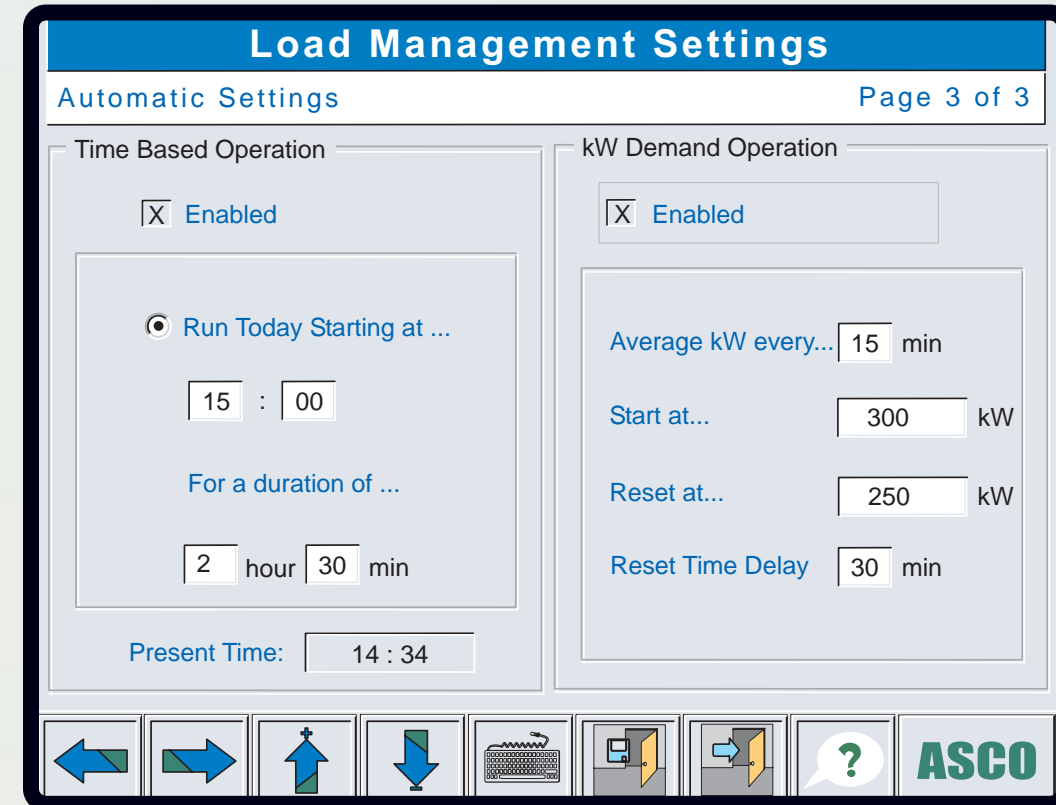 Load Management Settings
Automatic Settings
Page 3 of 3
Time Based Operation
X Enabled
Run Today Starting at ...
15 : 00
For a duration of ...
2 hour 30 min
Present Time: 14 : 34
kW Demand Operation
X Enabled
Average kW every... 15 min
Start at... 300 kW
Reset at... 250 kW
Reset Time Delay 30 min
?
ASCO